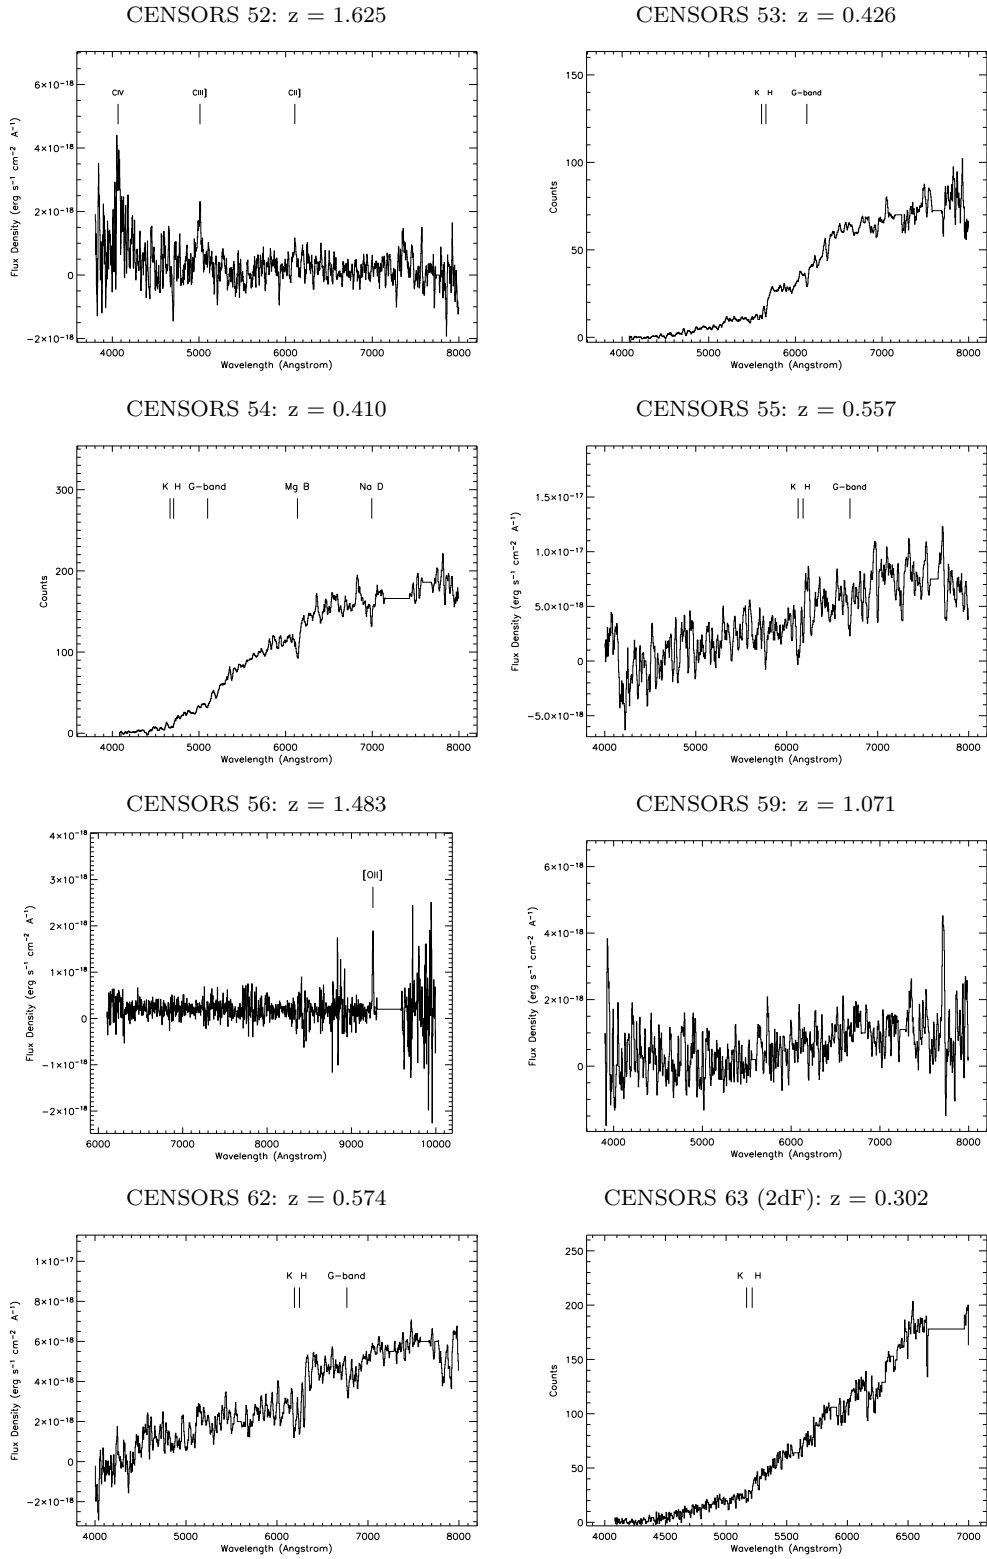 CENSORS 52: z = 1.625
CIV CIII] CII]
6×10⁻¹⁸
4×10⁻¹⁸
2×10⁻¹⁸
0
−2×10⁻¹⁸
Flux Density (erg s⁻¹ cm⁻² A⁻¹)
4000 5000 6000 7000 8000
Wavelength (Angstrom)
CENSORS 53: z = 0.426
K H G−band
150
100
50
0
Counts
4000 5000 6000 7000 8000
Wavelength (Angstrom)
CENSORS 54: z = 0.410
K H G−band Mg B Na D
300
200
100
0
Counts
4000 5000 6000 7000 8000
Wavelength (Angstrom)
CENSORS 55: z = 0.557
K H G−band
1.5×10⁻¹⁷
1.0×10⁻¹⁷
5.0×10⁻¹⁸
0
−5.0×10⁻¹⁸
Flux Density (erg s⁻¹ cm⁻² A⁻¹)
4000 5000 6000 7000 8000
Wavelength (Angstrom)
CENSORS 56: z = 1.483
[OII]
4×10⁻¹⁸
3×10⁻¹⁸
2×10⁻¹⁸
1×10⁻¹⁸
0
−1×10⁻¹⁸
−2×10⁻¹⁸
Flux Density (erg s⁻¹ cm⁻² A⁻¹)
6000 7000 8000 9000 10000
Wavelength (Angstrom)
CENSORS 59: z = 1.071
6×10⁻¹⁸
4×10⁻¹⁸
2×10⁻¹⁸
0
Flux Density (erg s⁻¹ cm⁻² A⁻¹)
4000 5000 6000 7000 8000
Wavelength (Angstrom)
CENSORS 62: z = 0.574
K H G−band
1×10⁻¹⁷
8×10⁻¹⁸
6×10⁻¹⁸
4×10⁻¹⁸
2×10⁻¹⁸
0
−2×10⁻¹⁸
Flux Density (erg s⁻¹ cm⁻² A⁻¹)
4000 5000 6000 7000 8000
Wavelength (Angstrom)
CENSORS 63 (2dF): z = 0.302
K H
250
200
150
100
50
0
Counts
4000 4500 5000 5500 6000 6500 7000
Wavelength (Angstrom)